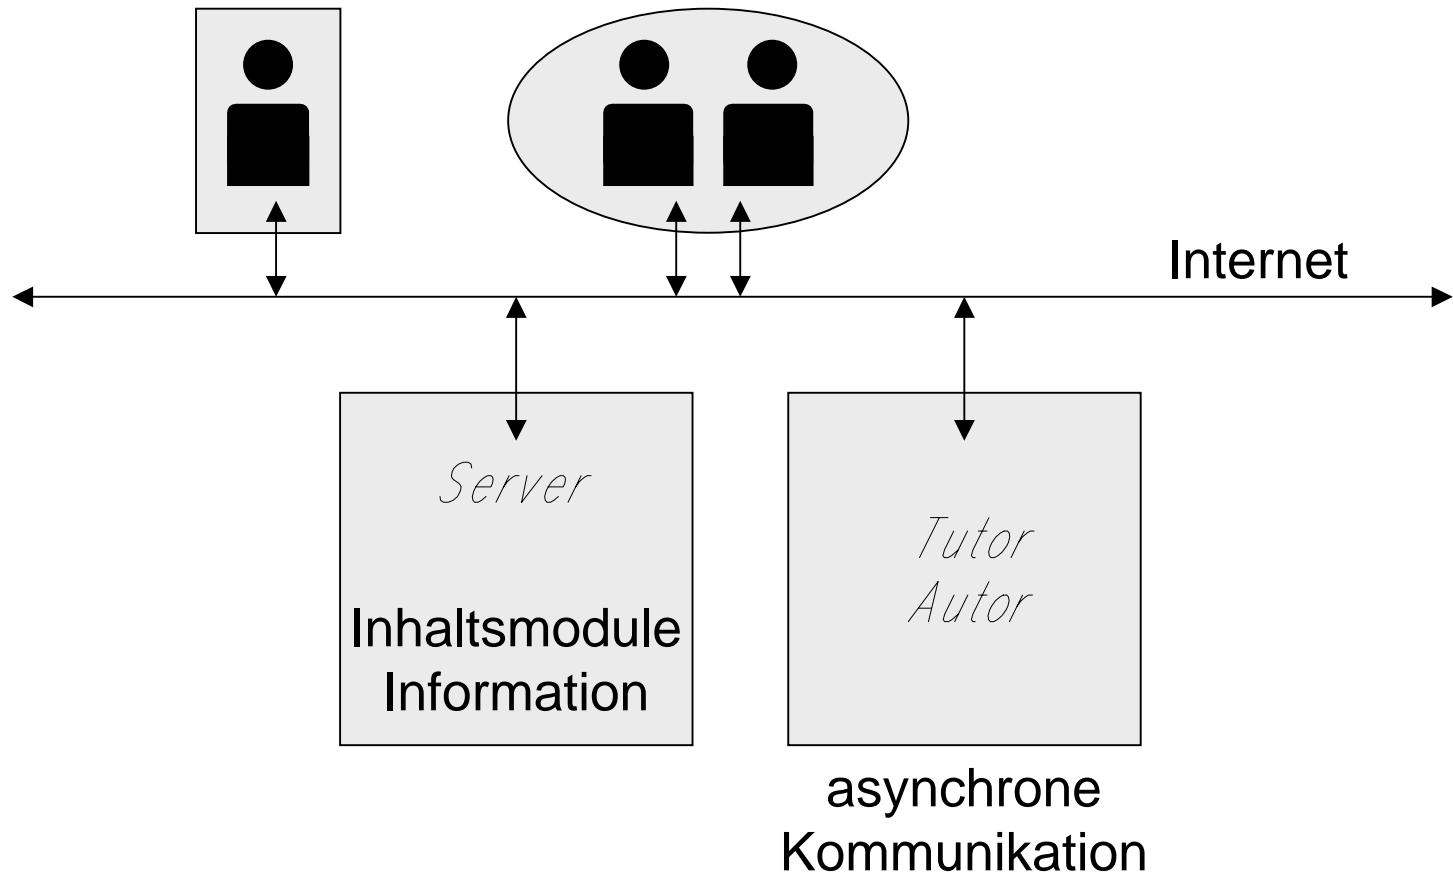 Internet
Server
Inhaltsmodule
Information
Tutor
Autor
asynchrone
Kommunikation